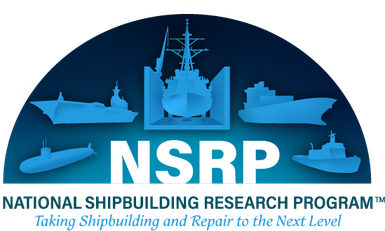 NSRP
NATIONAL SHIPBUILDING RESEARCH PROGRAM™
Taking Shipbuilding and Repair to the Next Level